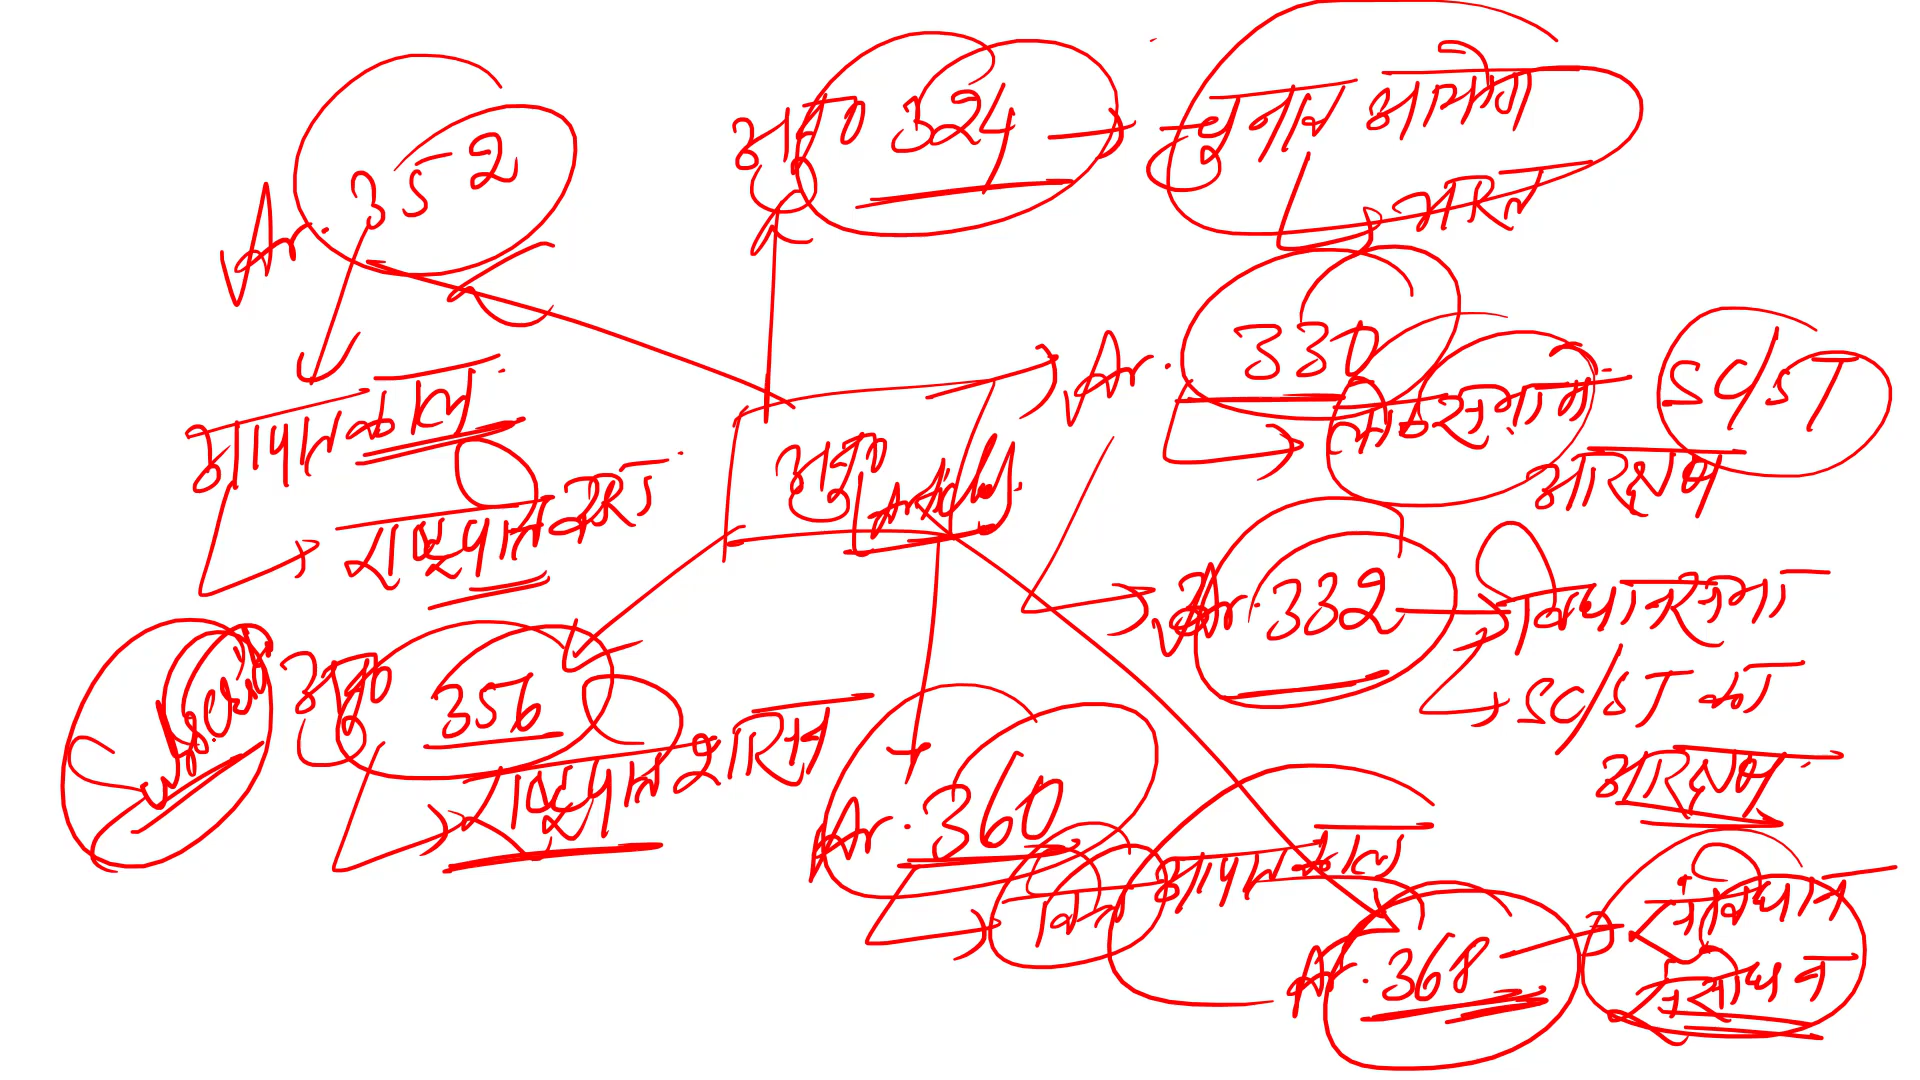 Ar. 352
आपातकाल
राष्ट्रपति करता
अनु० 324 → चुनाव आयोग
भारत
अनु०
Articles.
Ar. 330
लोकसभा में SC/ST
आरक्षण
Ar. 332 → विधानसभा
SC/ST का
आरक्षण
अनु० 356
राष्ट्रपति शासन
Ar. 360
वित्त आपातकाल
Ar. 368 → संविधान
संसोधन